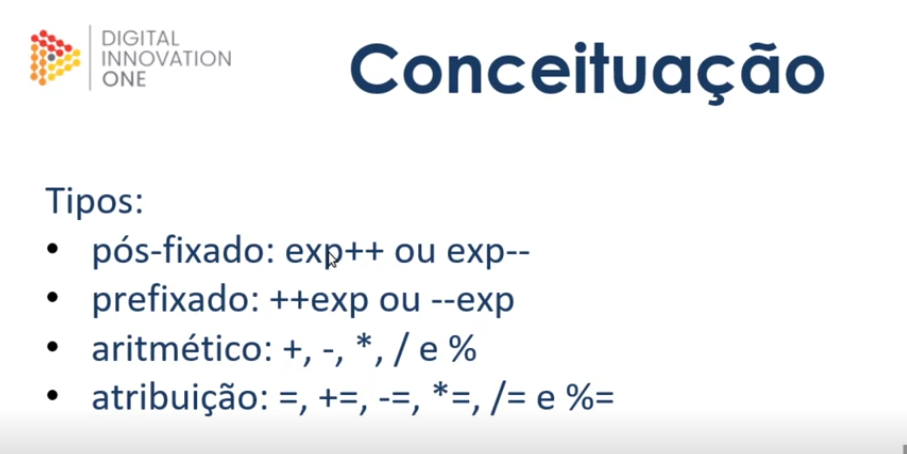 DIGITAL
INNOVATION
ONE
Conceituação
Tipos:
• pós-fixado: exp++ ou exp--
• prefixado: ++exp ou --exp
• aritmético: +, -, *, / e %
• atribuição: =, +=, -=, *=, /= e %=